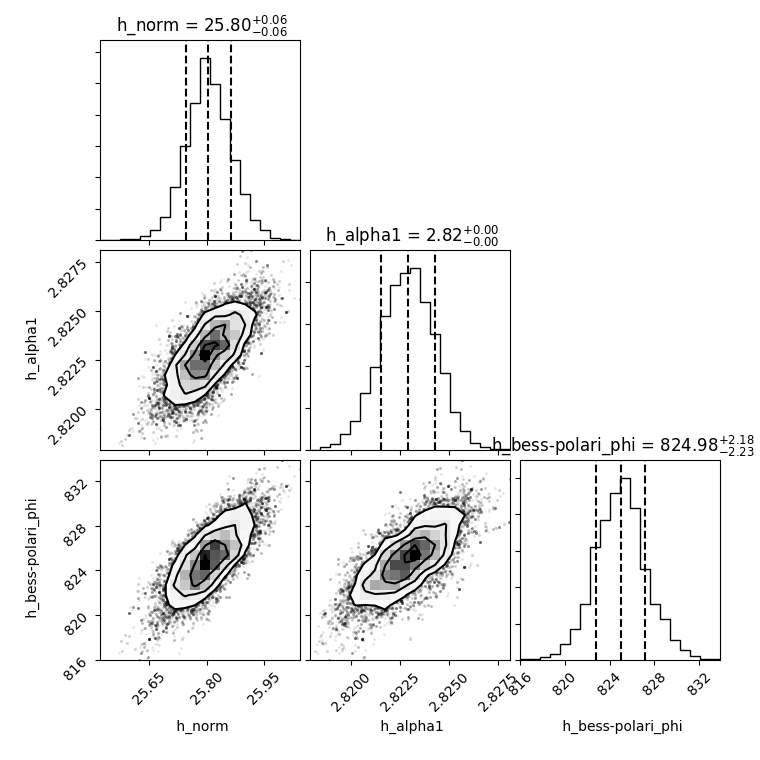 h_norm = 25.80+0.06−0.06
h_alpha1 = 2.82+0.00−0.00
2.8275
2.8250
2.8225
2.8200
h_alpha1
h_bess-polari_phi = 824.98+2.18−2.23
832
828
824
820
816
h_bess-polari_phi
25.65 25.80 25.95
2.8200 2.8225 2.8250 2.8275
816 820 824 828 832
h_norm h_alpha1 h_bess-polari_phi